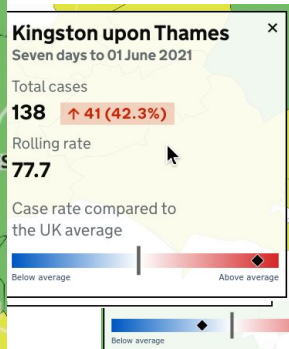 Kingston upon Thames ×
Seven days to 01 June 2021
Total cases
138 ↑ 41 (42.3%)
Rolling rate
77.7
Case rate compared to
the UK average
Below average Above average
Below average